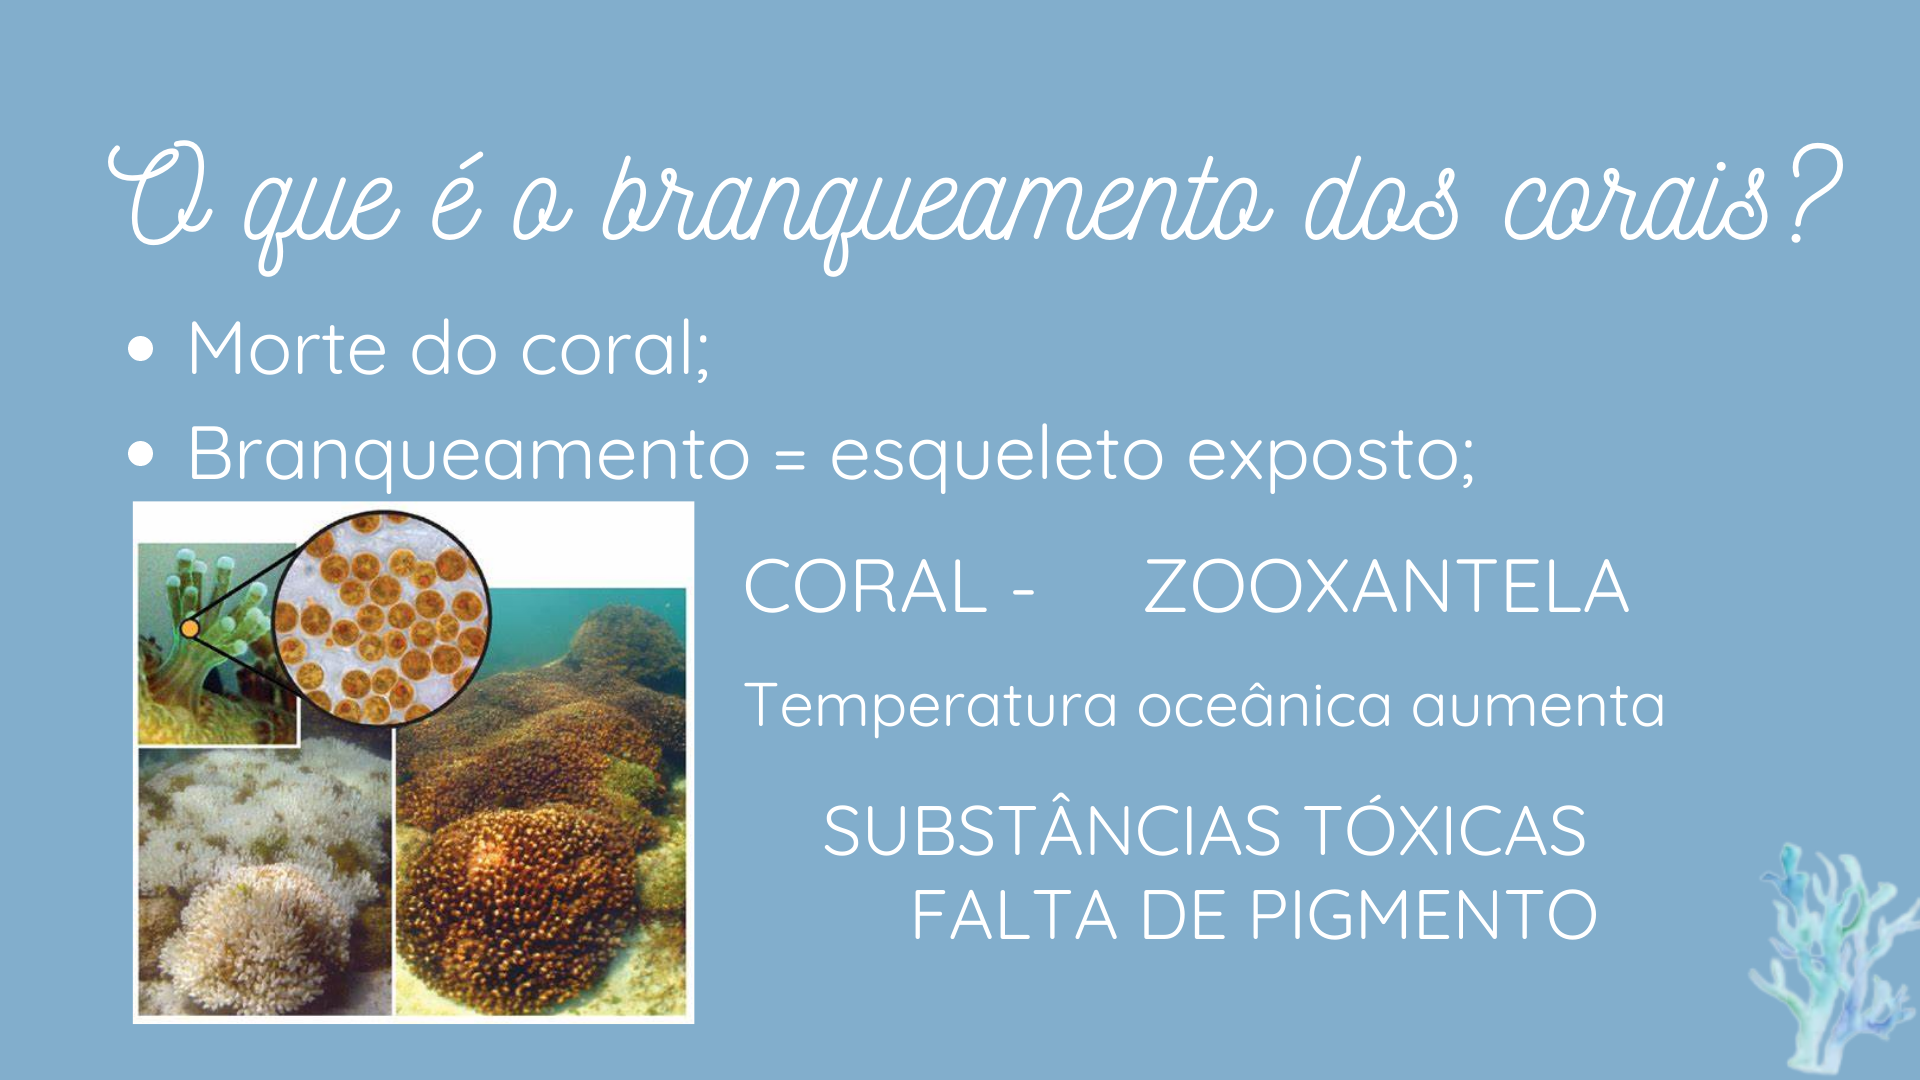 O que é o branqueamento dos corais?
• Morte do coral;
• Branqueamento = esqueleto exposto;
CORAL - ZOOXANTELA
Temperatura oceânica aumenta
SUBSTÂNCIAS TÓXICAS
FALTA DE PIGMENTO